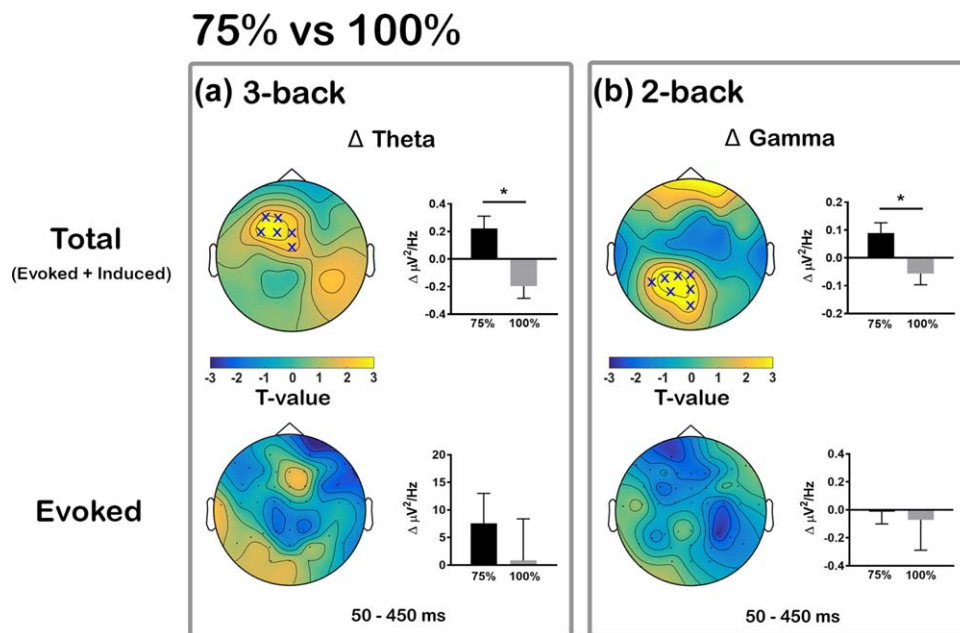 75% vs 100%
(a) 3-back
Δ Theta
(b) 2-back
Δ Gamma
Total
(Evoked + Induced)
Δ µV²/Hz
0.4
0.2
0.0
-0.2
-0.4
*
75% 100%
Δ µV²/Hz
0.2
0.1
0.0
-0.1
-0.2
*
75% 100%
-3 -2 -1 0 1 2 3
T-value
-3 -2 -1 0 1 2 3
T-value
Evoked
Δ µV²/Hz
20
15
10
5
0
75% 100%
Δ µV²/Hz
0.4
0.2
0.0
-0.2
-0.4
75% 100%
50 - 450 ms
50 - 450 ms